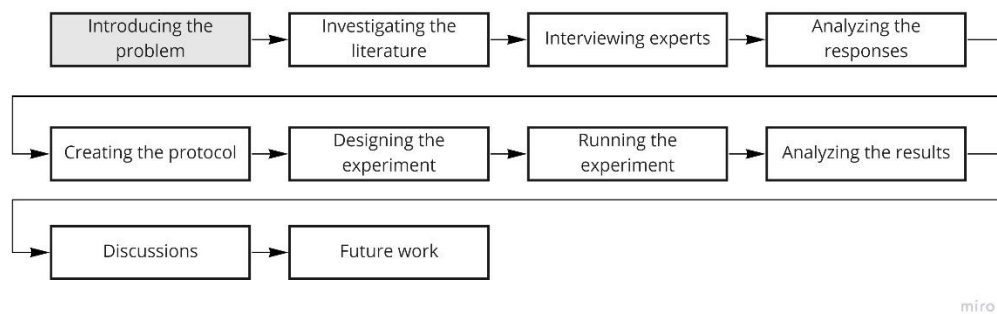 Introducing the
problem
Investigating the
literature
Interviewing experts
Analyzing the
responses
Creating the protocol
Designing the
experiment
Running the
experiment
Analyzing the results
Discussions
Future work
miro